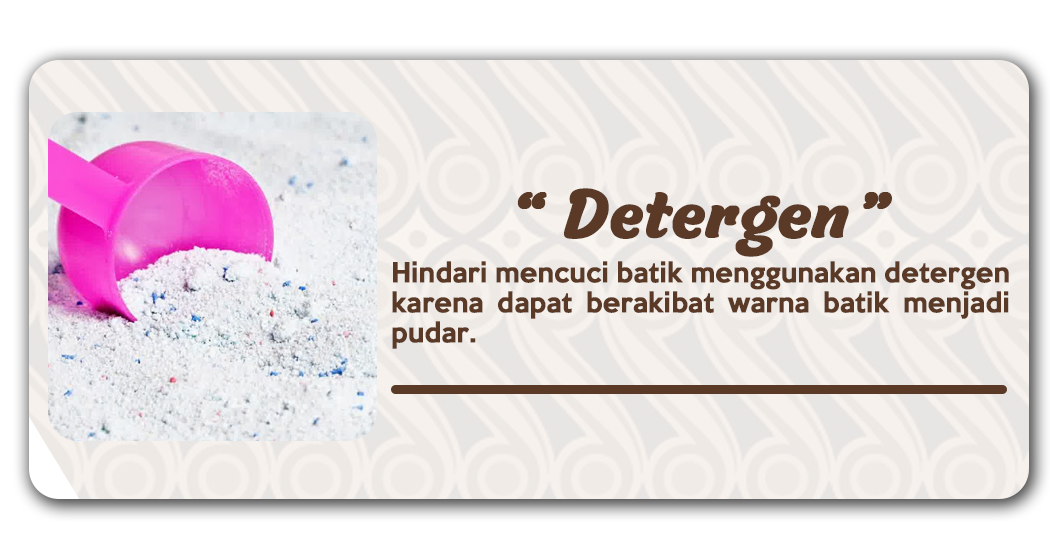 “ Detergen ”
Hindari mencuci batik menggunakan detergen
karena dapat berakibat warna batik menjadi
pudar.